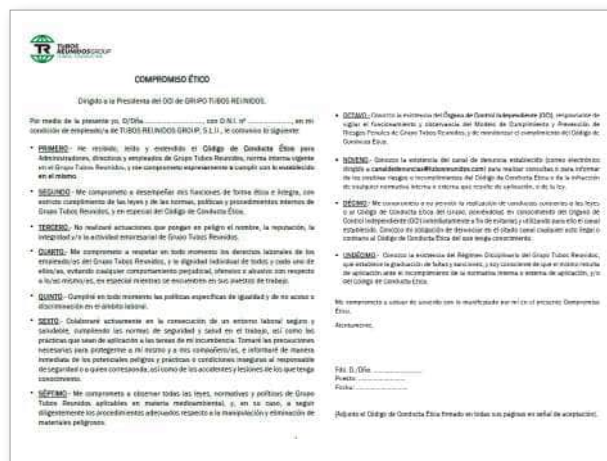 TR
TUBOS
REUNIDOS GROUP
COMPROMISO ÉTICO
Dirigido a la Presidenta del OCI de GRUPO TUBOS REUNIDOS.
Por medio de la presente yo, D/Dña. , con D.N.I. nº , en mi
condición de empleado/a de TUBOS REUNIDOS GROUP, S.L.U., le comunico lo siguiente:
• PRIMERO.- He recibido, leído y entendido el Código de Conducta Ético para
Administradores, directivos y empleados de Grupo Tubos Reunidos, norma interna vigente
en el Grupo Tubos Reunidos, y me comprometo expresamente a cumplir con lo establecido
en el mismo.
• SEGUNDO.- Me comprometo a desempeñar mis funciones de forma ética e íntegra, con
estricto cumplimiento de las leyes y de las normas, políticas y procedimientos internos de
Grupo Tubos Reunidos, y en especial del Código de Conducta Ético.
• TERCERO.- No realizaré actuaciones que pongan en peligro el nombre, la reputación, la
integridad y/o la actividad empresarial de Grupo Tubos Reunidos.
• CUARTO.- Me comprometo a respetar en todo momento los derechos laborales de los
empleados/as del Grupo Tubos Reunidos, y la dignidad individual de todos y cada uno de
ellos/as, evitando cualquier comportamiento perjudicial, ofensivo o abusivo con respecto
a los/as mismos/as, en especial mientras se encuentren en sus puestos de trabajo.
• QUINTO.- Cumpliré en todo momento las políticas específicas de igualdad y de no acoso o
discriminación en el ámbito laboral.
• SEXTO.- Colaboraré activamente en la consecución de un entorno laboral seguro y
saludable, cumpliendo las normas de seguridad y salud en el trabajo, así como las
prácticas que sean de aplicación a las tareas de mi incumbencia. Tomaré las precauciones
necesarias para protegerme a mí mismo y a mis compañeros/as, e informaré de manera
inmediata de los potenciales peligros y prácticas o condiciones inseguras al responsable
de seguridad o a quien corresponda, así como de los accidentes y lesiones de los que tenga
conocimiento.
• SÉPTIMO.- Me comprometo a observar todas las leyes, normativas y políticas de Grupo
Tubos Reunidos aplicables en materia medioambiental, y, en su caso, a seguir
diligentemente los procedimientos adecuados respecto a la manipulación y eliminación de
materiales peligrosos.
• OCTAVO.- Conozco la existencia del Órgano de Control Independiente (OCI), responsable de
vigilar el funcionamiento y observancia del Modelo de Cumplimiento y Prevención de
Riesgos Penales de Grupo Tubos Reunidos, y de monitorizar el cumplimiento del Código de
Conducta Ético.
• NOVENO.- Conozco la existencia del canal de denuncia establecido (correo electrónico
dirigido a canaldedenuncias@tubosreunidos.com) para realizar consultas o para informar
de los posibles riesgos o incumplimientos del Código de Conducta Ético o de la infracción
de cualquier normativa interna o externa que resulte de aplicación, o de la ley.
• DÉCIMO.- Me comprometo a no permitir la realización de conductas contrarias a las leyes
o al Código de Conducta Ético del Grupo, poniéndolas en conocimiento del Órgano de
Control Independiente (OCI) inmediatamente a fin de evitarlas y utilizando para ello el canal
establecido. Conozco mi obligación de denunciar en el citado canal cualquier acto ilegal o
contrario al Código de Conducta Ético del que tenga conocimiento.
• UNDÉCIMO.- Conozco la existencia del Régimen Disciplinario del Grupo Tubos Reunidos,
que establece la graduación de faltas y sanciones, y soy consciente de que el mismo resulta
de aplicación ante el incumplimiento de la normativa interna o externa de aplicación, y/o
del Código de Conducta Ético.
Me comprometo a actuar de acuerdo con lo manifestado por mí en el presente Compromiso
Ético.
Atentamente,
Fdo. D./Dña.
Puesto:
Fecha:
(Adjunto el Código de Conducta Ético firmado en todas sus páginas en señal de aceptación).